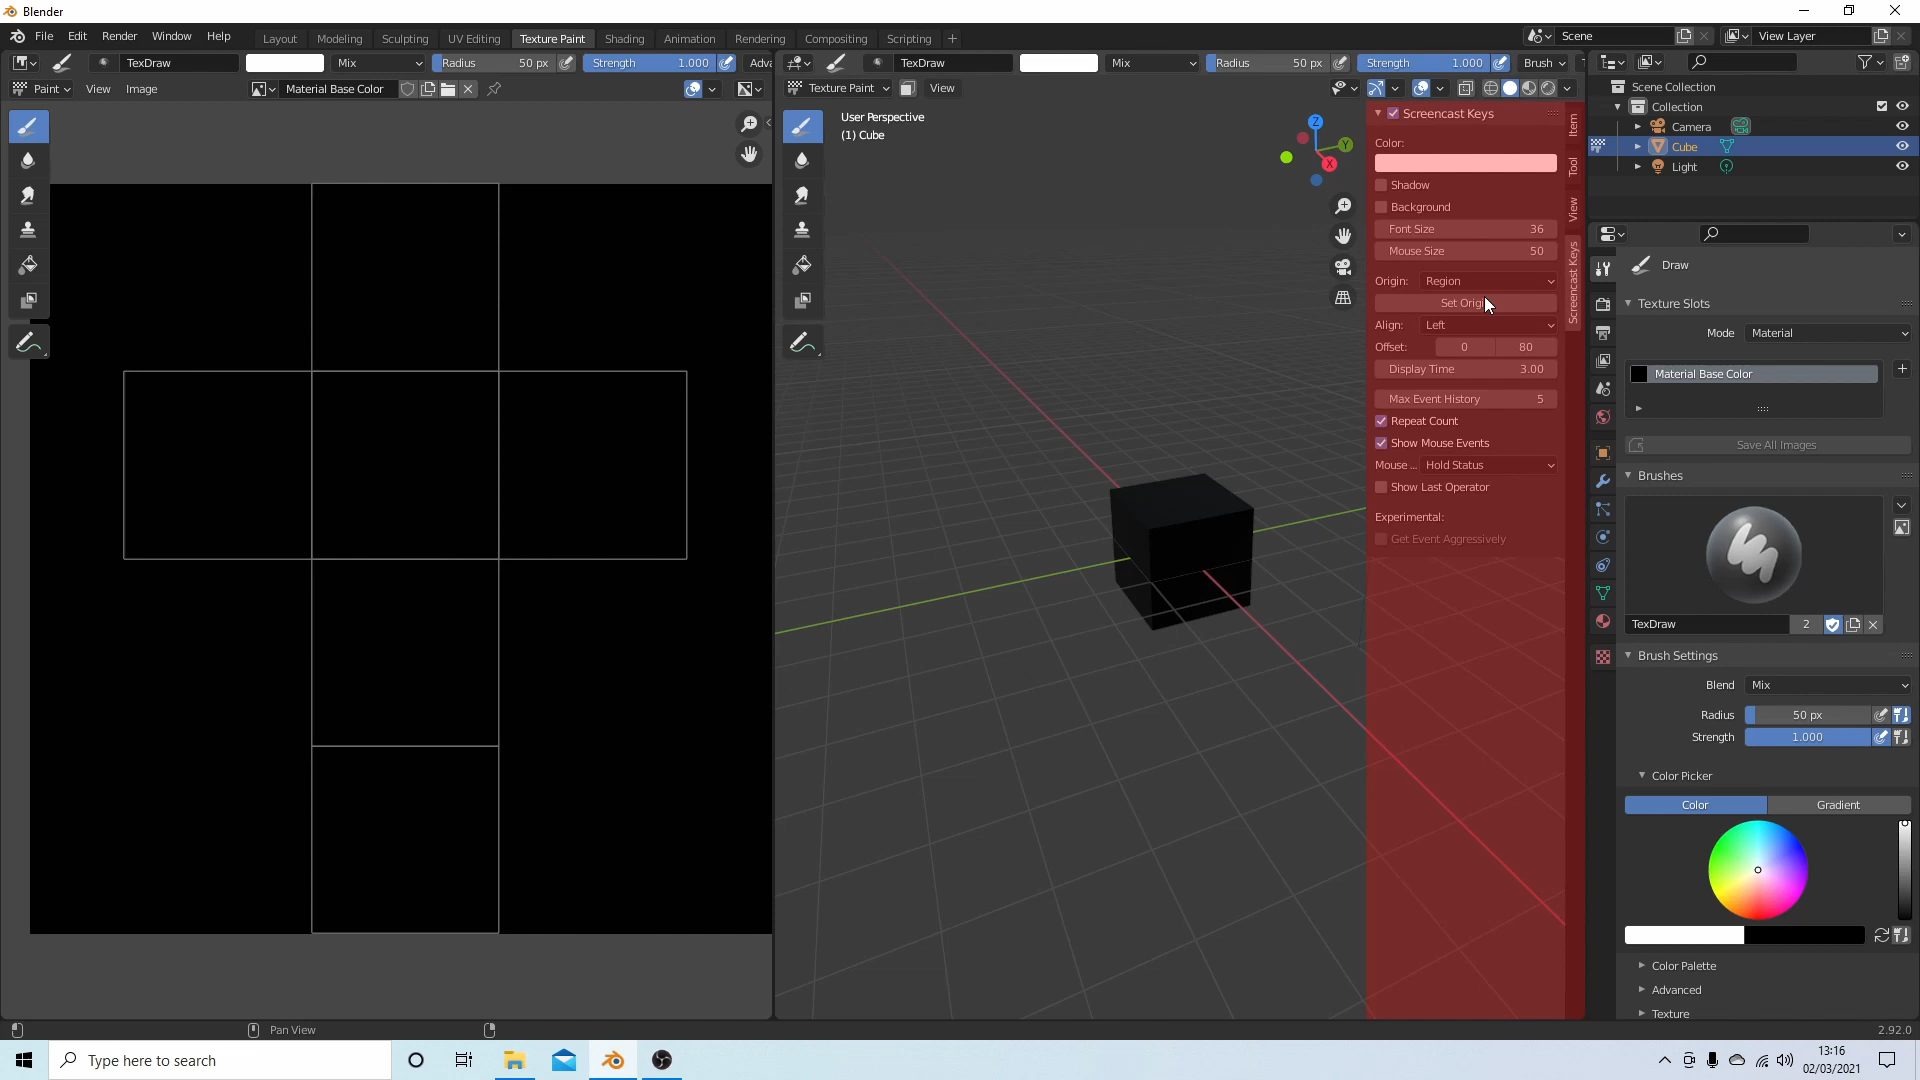 Blender
File Edit Render Window Help
Layout Modeling Sculpting UV Editing Texture Paint Shading Animation Rendering Compositing Scripting +
Scene
View Layer
TexDraw Mix Radius 50 px Strength 1.000 Adva
TexDraw Mix Radius 50 px Strength 1.000 Brush
Paint View Image Material Base Color
Texture Paint View
User Perspective
(1) Cube
Z
Y
X
Screencast Keys
Color:
Shadow
Background
Font Size 36
Mouse Size 50
Origin: Region
Set Origi
Align: Left
Offset: 0 80
Display Time 3.00
Max Event History 5
Repeat Count
Show Mouse Events
Mouse ... Hold Status
Show Last Operator
Experimental:
Get Event Aggressively
Item
Tool
View
Screencast Keys
Scene Collection
Collection
Camera
Cube
Light
Draw
Texture Slots
Mode Material
Material Base Color
Save All Images
Brushes
TexDraw 2
Brush Settings
Blend Mix
Radius 50 px
Strength 1.000
Color Picker
Color Gradient
Color Palette
Advanced
Texture
Pan View
2.92.0
Type here to search
13:16
02/03/2021